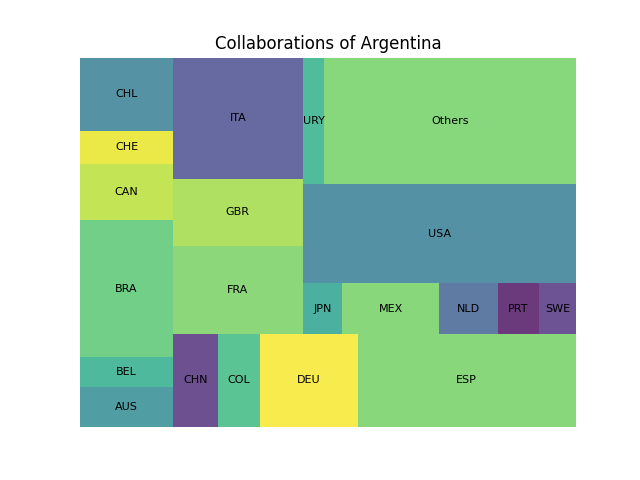 Collaborations of Argentina
CHL
CHE
CAN
BRA
BEL
AUS
ITA
GBR
FRA
CHN
COL
DEU
ESP
URY
Others
USA
JPN
MEX
NLD
PRT
SWE